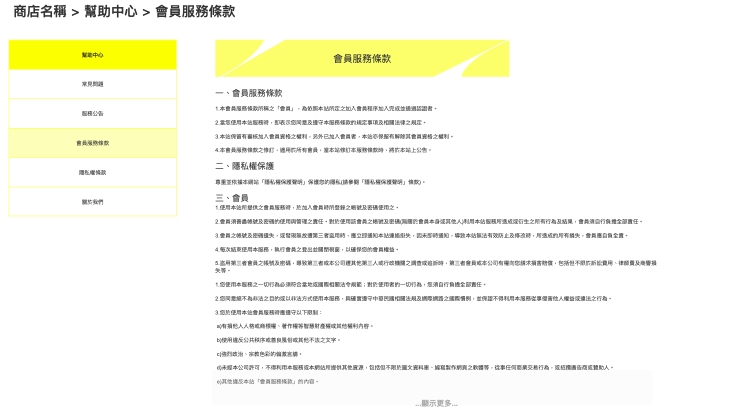 商店名稱 > 幫助中心 > 會員服務條款
幫助中心
常見問題
服務公告
會員服務條款
隱私權條款
關於我們
會員服務條款
一、會員服務條款
1.本會員服務條款所稱之「會員」，為依照本站所定之加入會員程序加入完成並通過認證者。
2.當您使用本站服務時，即表示您同意及遵守本服務條款的規定事項及相關法律之規定。
3.本站保留有審核加入會員資格之權利，另外已加入會員者，本站亦保留有解除其會員資格之權利。
4.本會員服務條款之修訂，適用於所有會員，當本站修訂本服務條款時，將於本站上公告。
二、隱私權保護
尊重並依據本網站「隱私權保護聲明」保護您的隱私(請參閱「隱私權保護聲明」條款)。
三、會員
1.使用本站所提供之會員服務時，於加入會員時所登錄之帳號及密碼使用之。
2.會員須善盡帳號及密碼的使用與管理之責任。對於使用該會員之帳號及密碼(無關於會員本身或其他人)利用本站服務所造成或衍生之所有行為及結果，會員須自行負擔全部責任。
3.會員之帳號及密碼遺失，或發現無故遭第三者盜用時，應立即通知本站連絡掛失，因未即時通知，導致本站無法有效防止及修改時，所造成的所有損失，會員應自負全責。
4.每次結束使用本服務，執行會員之登出並關閉視窗，以確保您的會員權益。
5.盜用第三者會員之帳號及密碼，導致第三者或本公司遭其他第三人或行政機關之調查或追訴時，第三者會員或本公司有權向您請求損害賠償，包括但不限於訴訟費用、律師費及商譽損
失等。
1.您使用本服務之一切行為必須符合當地或國際相關法令規範；對於使用者的一切行為，您須自行負擔全部責任。
2.您同意絕不為非法之目的或以非法方式使用本服務，與確實遵守中華民國相關法規及網際網路之國際慣例，並保證不得利用本服務從事侵害他人權益或違法之行為。
3.您於使用本站會員服務時應遵守以下限制：
a)有損他人人格或商標權、著作權等智慧財產權或其他權利內容。
b)使用違反公共秩序或善良風俗或其他不法之文字。
c)強烈政治、宗教色彩的偏激言論。
d)未經本公司許可，不得利用本服務或本網站所提供其他資源，包括但不限於圖文資料庫、編寫製作網頁之軟體等，從事任何商業交易行為，或招攬廣告商或贊助人。
e)其他違反本站「會員服務條款」的內容。
...顯示更多...